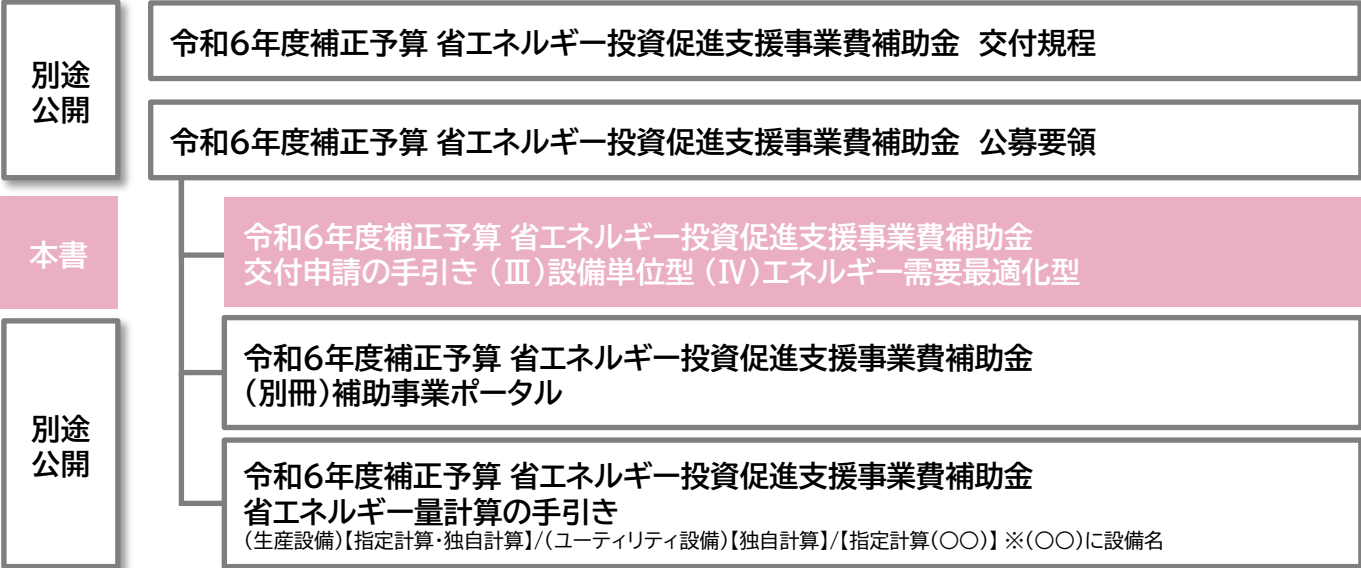 別途
公開
令和6年度補正予算 省エネルギー投資促進支援事業費補助金 交付規程
令和6年度補正予算 省エネルギー投資促進支援事業費補助金 公募要領
本書
令和6年度補正予算 省エネルギー投資促進支援事業費補助金
交付申請の手引き（Ⅲ）設備単位型（Ⅳ）エネルギー需要最適化型
別途
公開
令和6年度補正予算 省エネルギー投資促進支援事業費補助金
（別冊）補助事業ポータル
令和6年度補正予算 省エネルギー投資促進支援事業費補助金
省エネルギー量計算の手引き
（生産設備）【指定計算・独自計算】/（ユーティリティ設備）【独自計算】/【指定計算（○○）】 ※（○○）に設備名